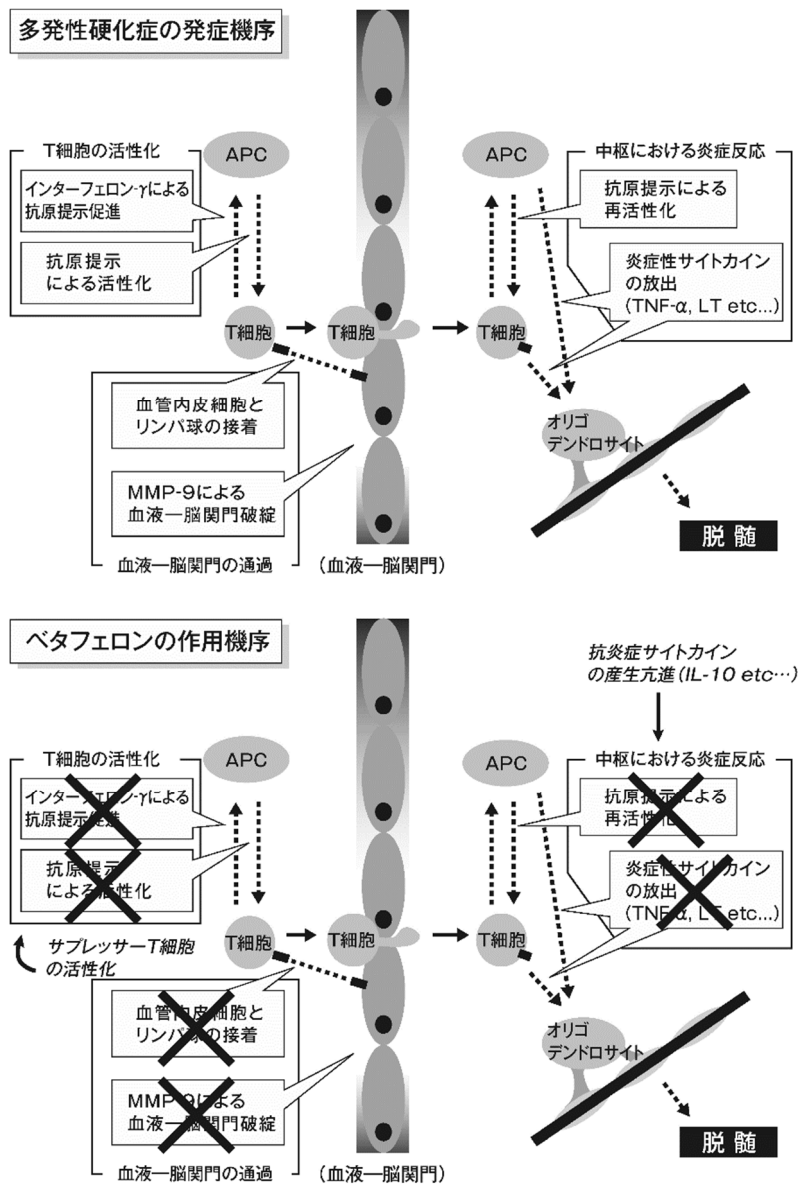 多発性硬化症の発症機序
T細胞の活性化
インターフェロン-γによる
抗原提示促進
抗原提示
による活性化
APC
T細胞
T細胞
血管内皮細胞と
リンパ球の接着
MMP-9による
血液―脳関門破綻
血液―脳関門の通過
(血液―脳関門)
APC
T細胞
中枢における炎症反応
抗原提示による
再活性化
炎症性サイトカイン
の放出
(TNF-α, LT etc...)
オリゴ
デンドロサイト
脱髄
ベタフェロンの作用機序
抗炎症サイトカイン
の産生亢進(IL-10 etc…)
T細胞の活性化
インターフェロン-γによる
抗原提示促進
抗原提示
による活性化
サプレッサーT細胞
の活性化
APC
T細胞
T細胞
血管内皮細胞と
リンパ球の接着
MMP-9による
血液―脳関門破綻
血液―脳関門の通過
(血液―脳関門)
APC
T細胞
中枢における炎症反応
抗原提示による
再活性化
炎症性サイトカイン
の放出
(TNF-α, LT etc...)
オリゴ
デンドロサイト
脱髄